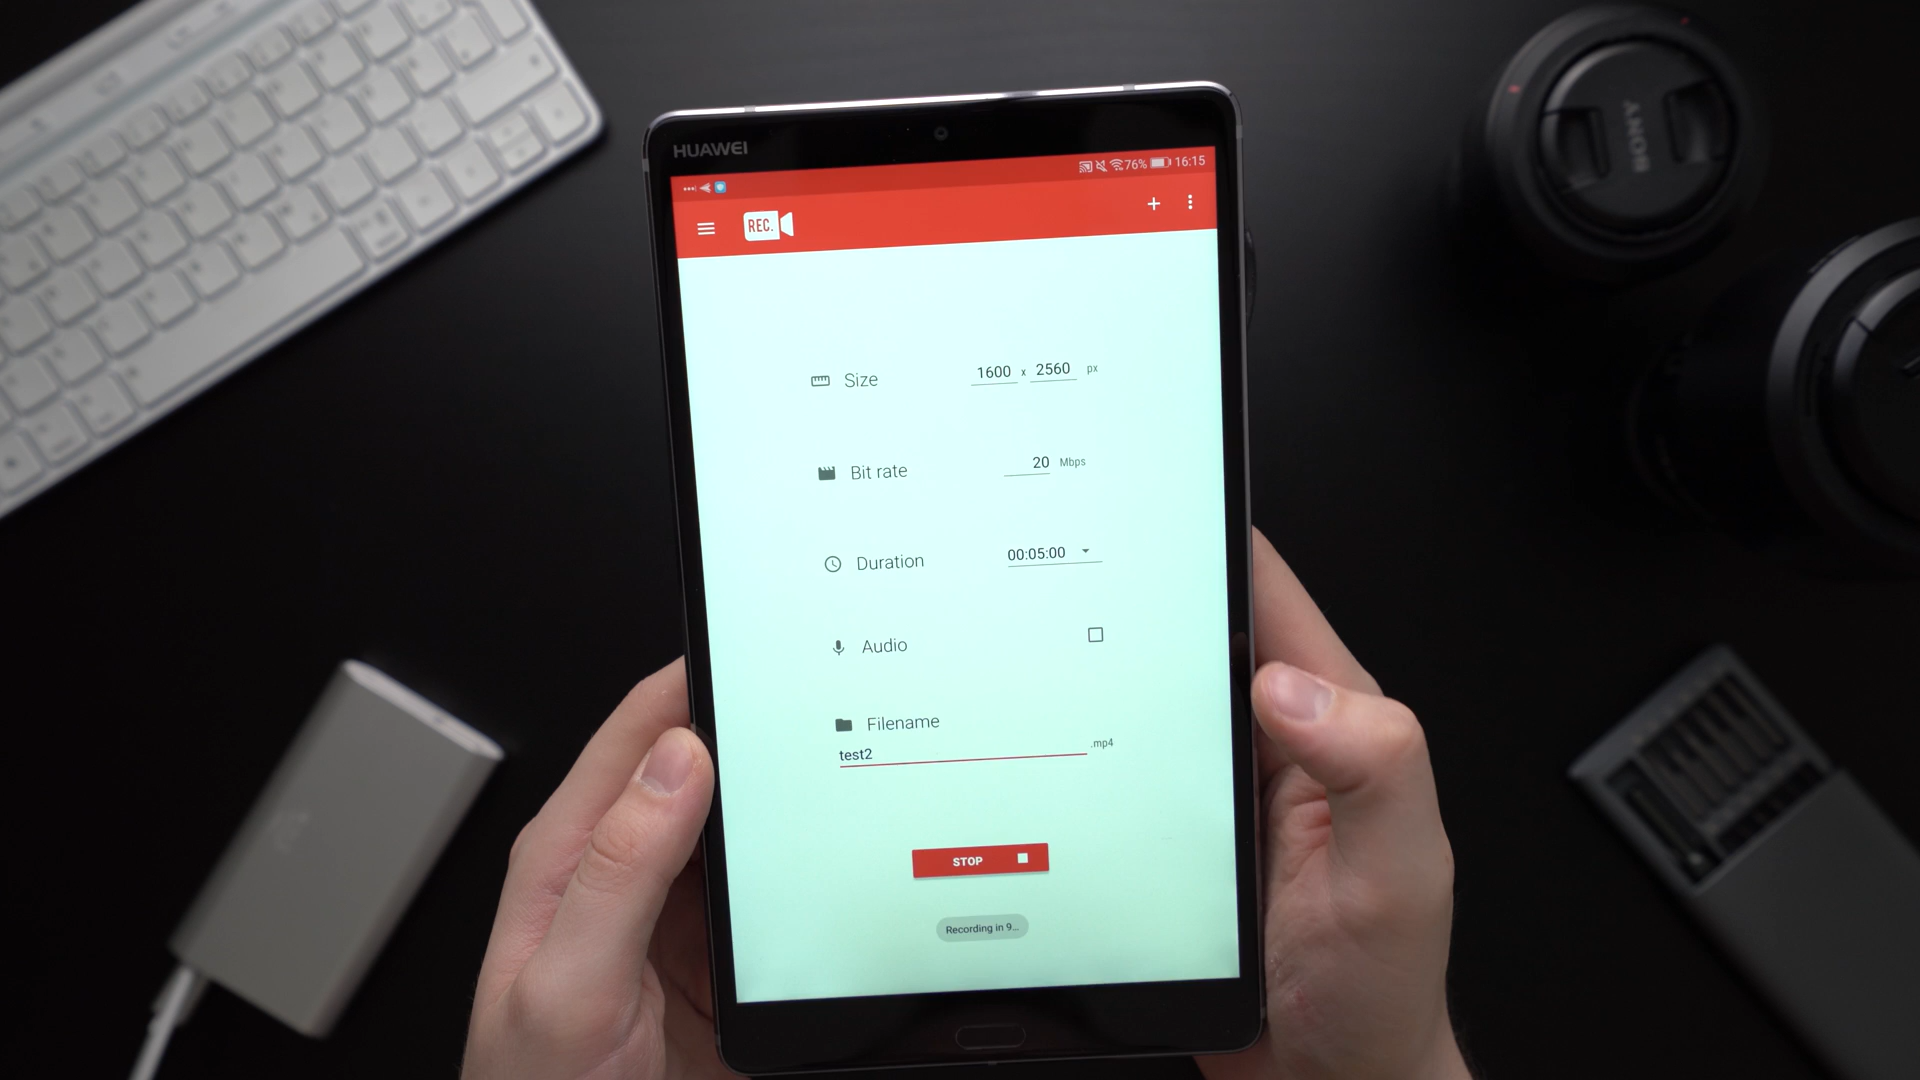 HUAWEI
76% 16:15
REC.
Size 1600 x 2560 px
Bit rate 20 Mbps
Duration 00:05:00
Audio
Filename
test2 .mp4
STOP
Recording in 9...
SONY